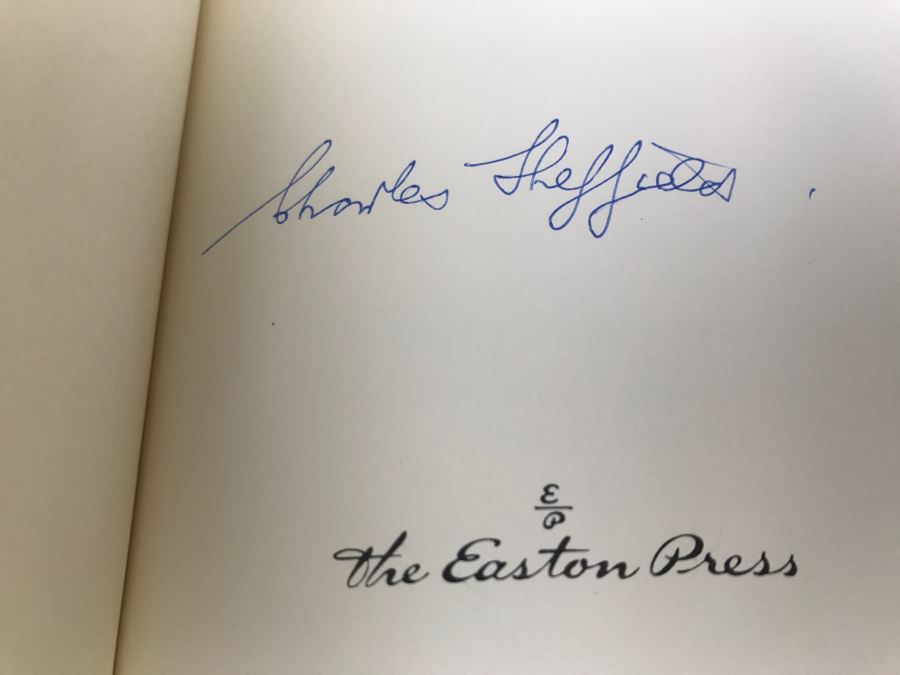 Charles Sheffield
E
P
The Easton Press